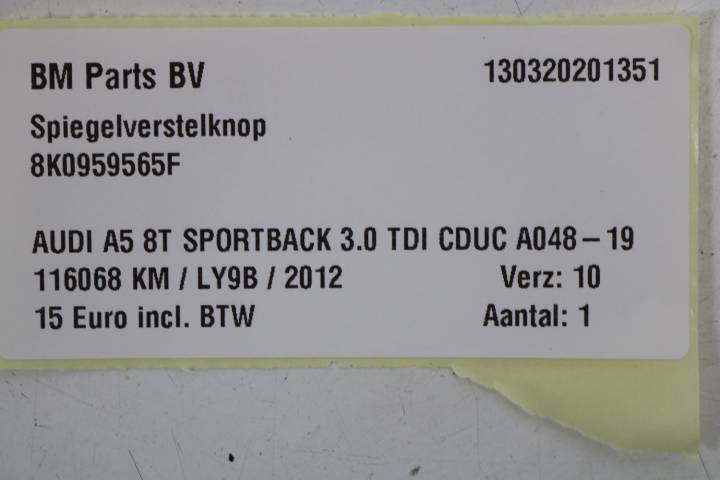 BM Parts BV 130320201351
Spiegelverstelknop
8K0959565F
AUDI A5 8T SPORTBACK 3.0 TDI CDUC A048-19
116068 KM / LY9B / 2012 Verz: 10
15 Euro incl. BTW Aantal: 1